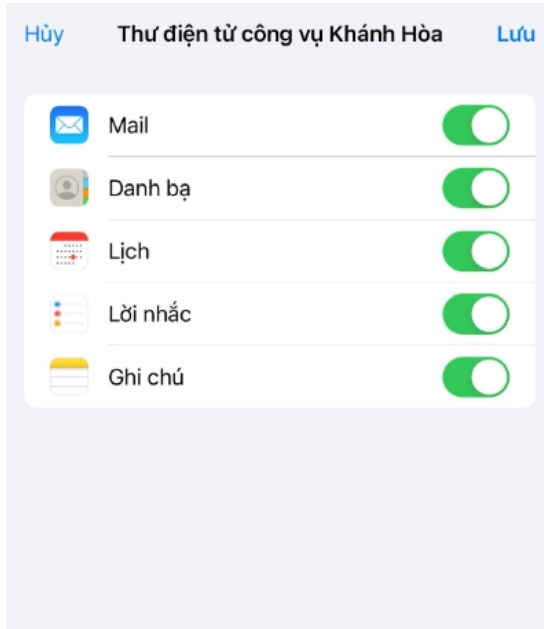 Hủy Thư điện tử công vụ Khánh Hòa Lưu
Mail
Danh bạ
Lịch
Lời nhắc
Ghi chú